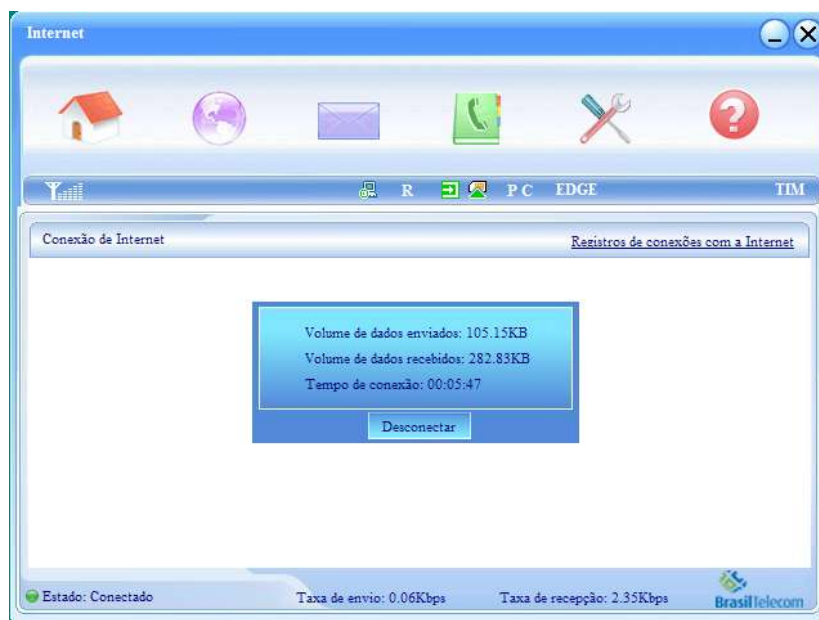 Internet
R PC EDGE TIM
Conexão de Internet
Registros de conexões com a Internet
Volume de dados enviados: 105.15KB
Volume de dados recebidos: 282.83KB
Tempo de conexão: 00:05:47
Desconectar
Estado: Conectado
Taxa de envio: 0.06Kbps
Taxa de recepção: 2.35Kbps
BrasilTelecom